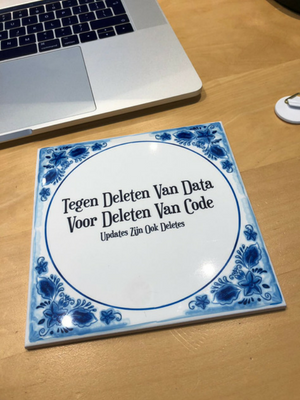 Tegen Deleten Van Data
Voor Deleten Van Code
Updates Zijn Ook Deletes